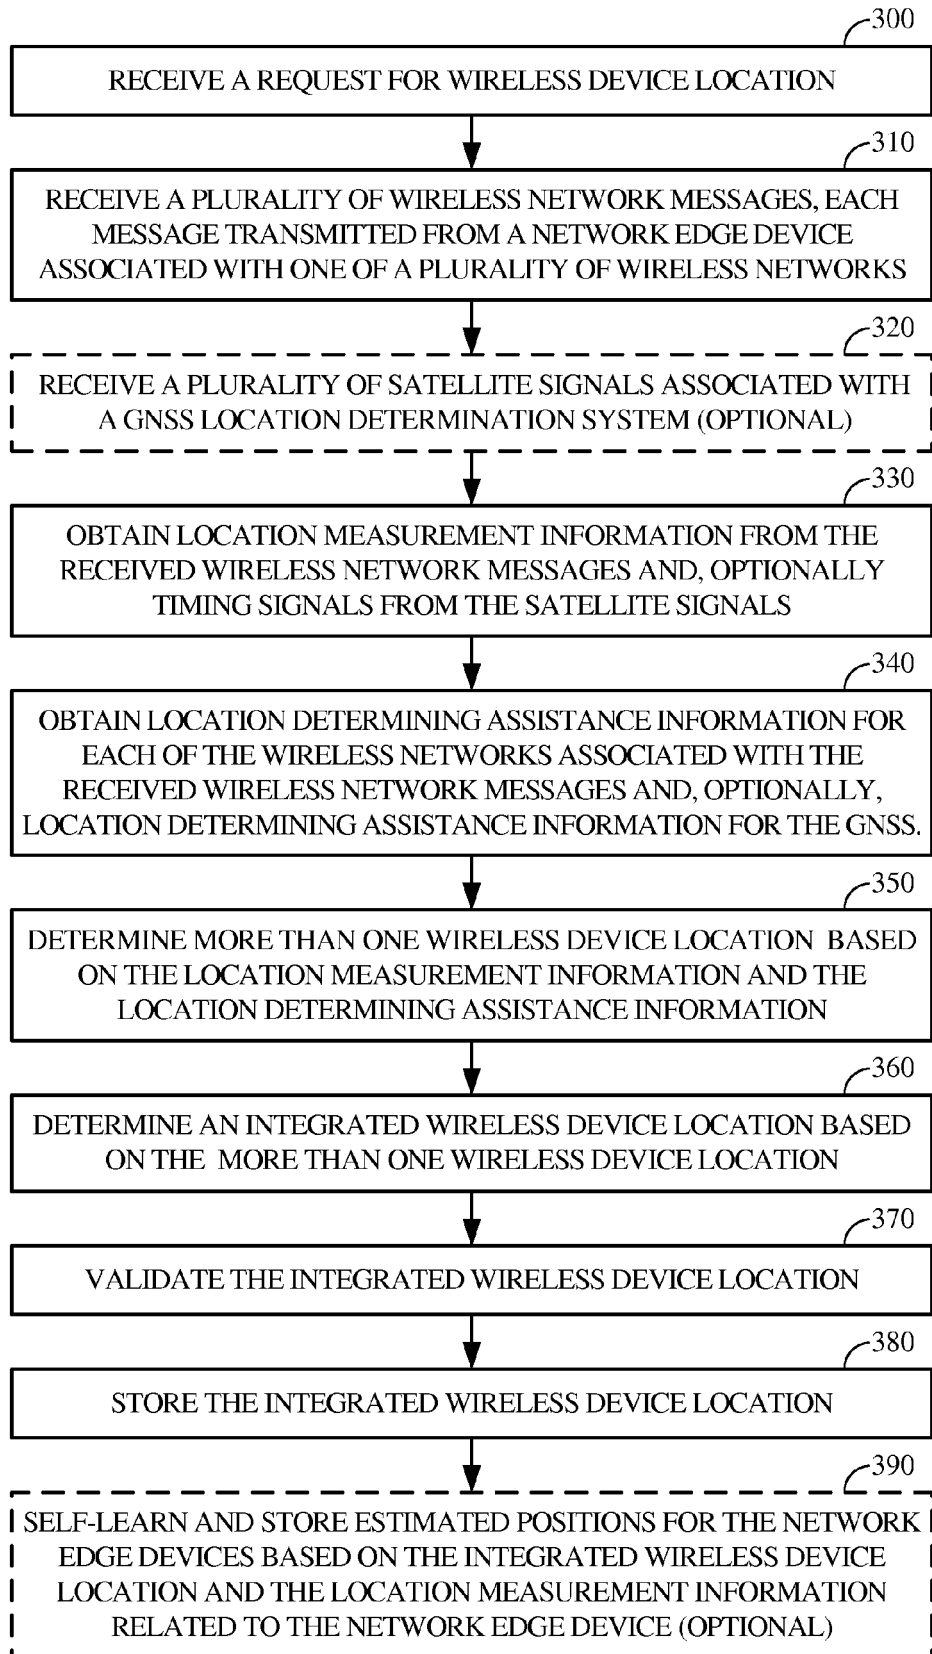 300
RECEIVE A REQUEST FOR WIRELESS DEVICE LOCATION
310
RECEIVE A PLURALITY OF WIRELESS NETWORK MESSAGES, EACH
MESSAGE TRANSMITTED FROM A NETWORK EDGE DEVICE
ASSOCIATED WITH ONE OF A PLURALITY OF WIRELESS NETWORKS
320
RECEIVE A PLURALITY OF SATELLITE SIGNALS ASSOCIATED WITH
A GNSS LOCATION DETERMINATION SYSTEM (OPTIONAL)
330
OBTAIN LOCATION MEASUREMENT INFORMATION FROM THE
RECEIVED WIRELESS NETWORK MESSAGES AND, OPTIONALLY
TIMING SIGNALS FROM THE SATELLITE SIGNALS
340
OBTAIN LOCATION DETERMINING ASSISTANCE INFORMATION FOR
EACH OF THE WIRELESS NETWORKS ASSOCIATED WITH THE
RECEIVED WIRELESS NETWORK MESSAGES AND, OPTIONALLY,
LOCATION DETERMINING ASSISTANCE INFORMATION FOR THE GNSS.
350
DETERMINE MORE THAN ONE WIRELESS DEVICE LOCATION BASED
ON THE LOCATION MEASUREMENT INFORMATION AND THE
LOCATION DETERMINING ASSISTANCE INFORMATION
360
DETERMINE AN INTEGRATED WIRELESS DEVICE LOCATION BASED
ON THE MORE THAN ONE WIRELESS DEVICE LOCATION
370
VALIDATE THE INTEGRATED WIRELESS DEVICE LOCATION
380
STORE THE INTEGRATED WIRELESS DEVICE LOCATION
390
SELF-LEARN AND STORE ESTIMATED POSITIONS FOR THE NETWORK
EDGE DEVICES BASED ON THE INTEGRATED WIRELESS DEVICE
LOCATION AND THE LOCATION MEASUREMENT INFORMATION
RELATED TO THE NETWORK EDGE DEVICE (OPTIONAL)